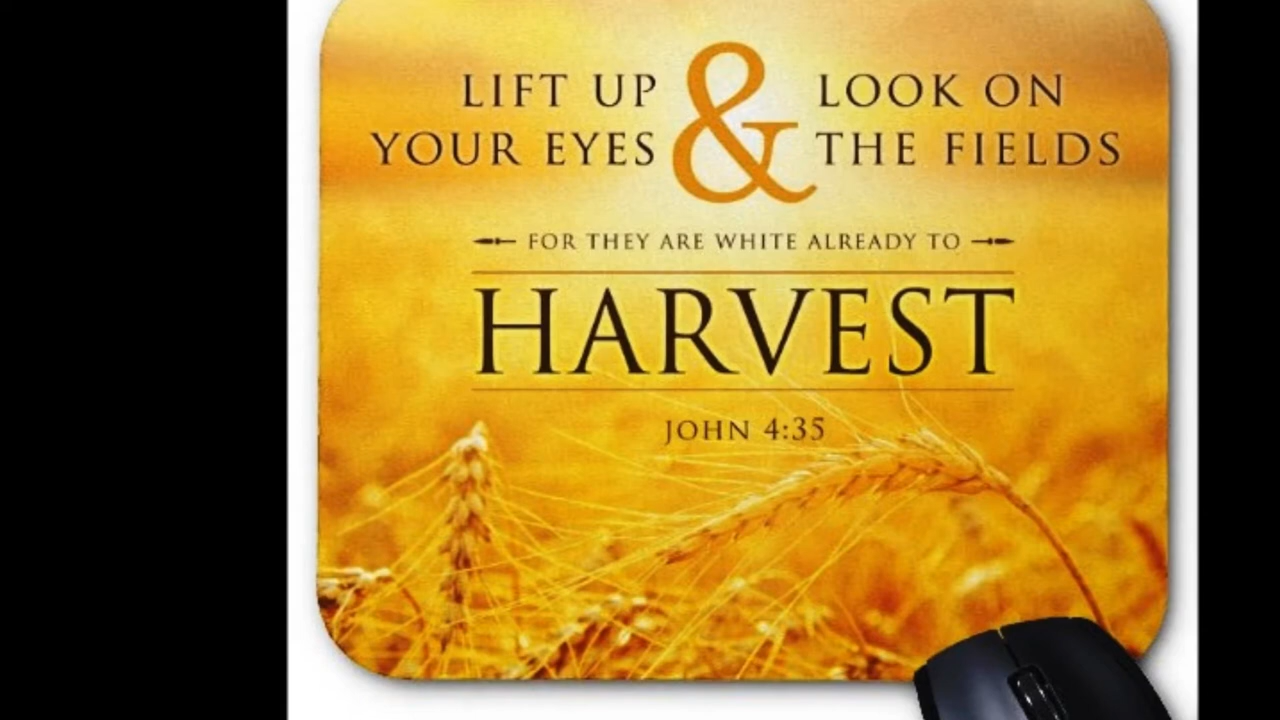 LIFT UP & LOOK ON
YOUR EYES THE FIELDS
FOR THEY ARE WHITE ALREADY TO
HARVEST
JOHN 4:35